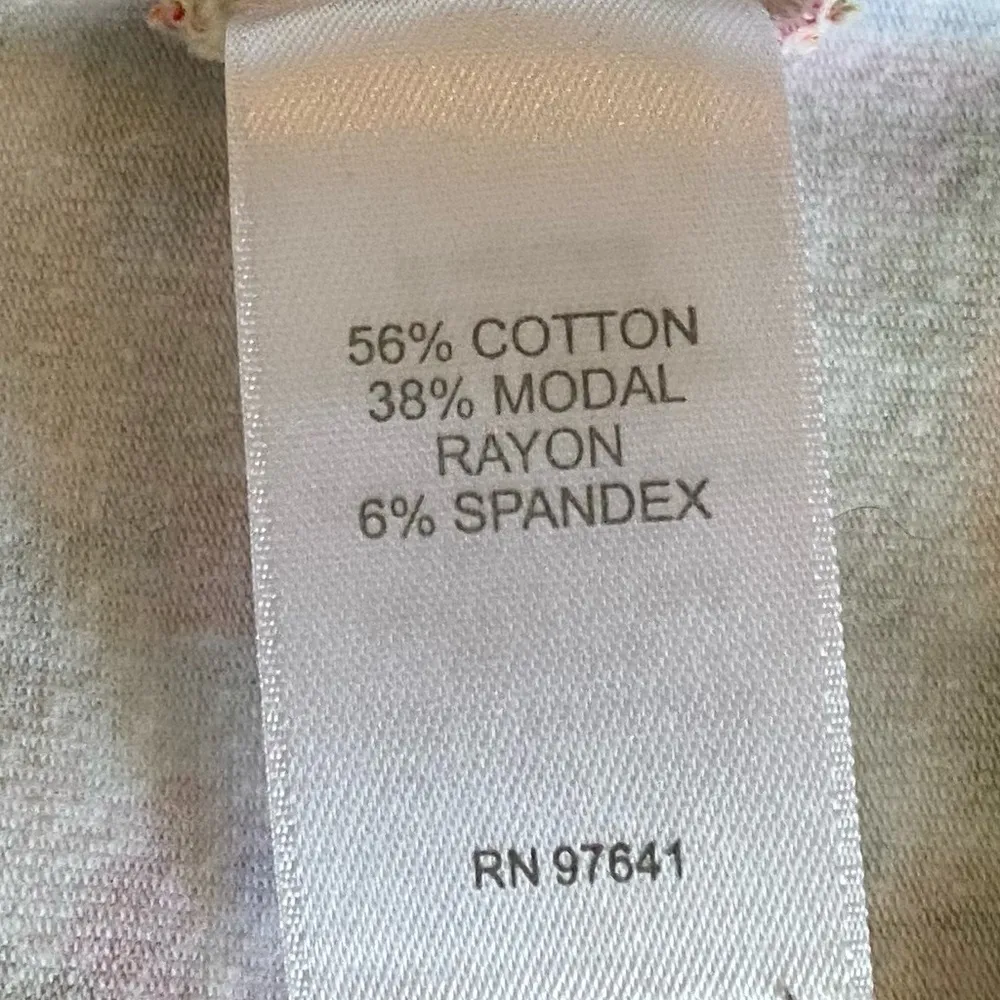 56% COTTON
38% MODAL
RAYON
6% SPANDEX
RN 97641